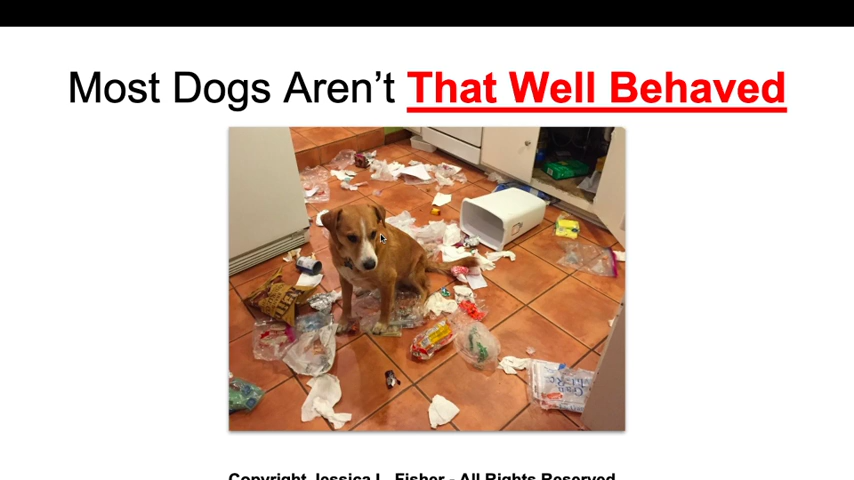 Most Dogs Aren’t That Well Behaved
Copyright Jessica L. Fisher - All Rights Reserved